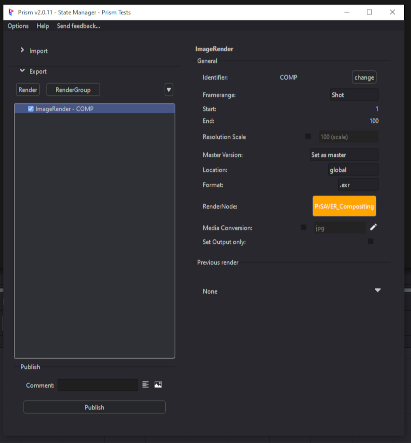 Prism v2.0.11 - State Manager - Prism Tests
Options Help Send feedback...
Import
Export
Render RenderGroup
ImageRender - COMP
Publish
Comment:
Publish
ImageRender
General
Identifier: COMP change
Framerange: Shot
Start: 1
End: 100
Resolution Scale 100 (scale)
Master Version: Set as master
Location: global
Format: .exr
RenderNode: PrSAVER_Compositing
Media Conversion: jpg
Set Output only:
Previous render
None